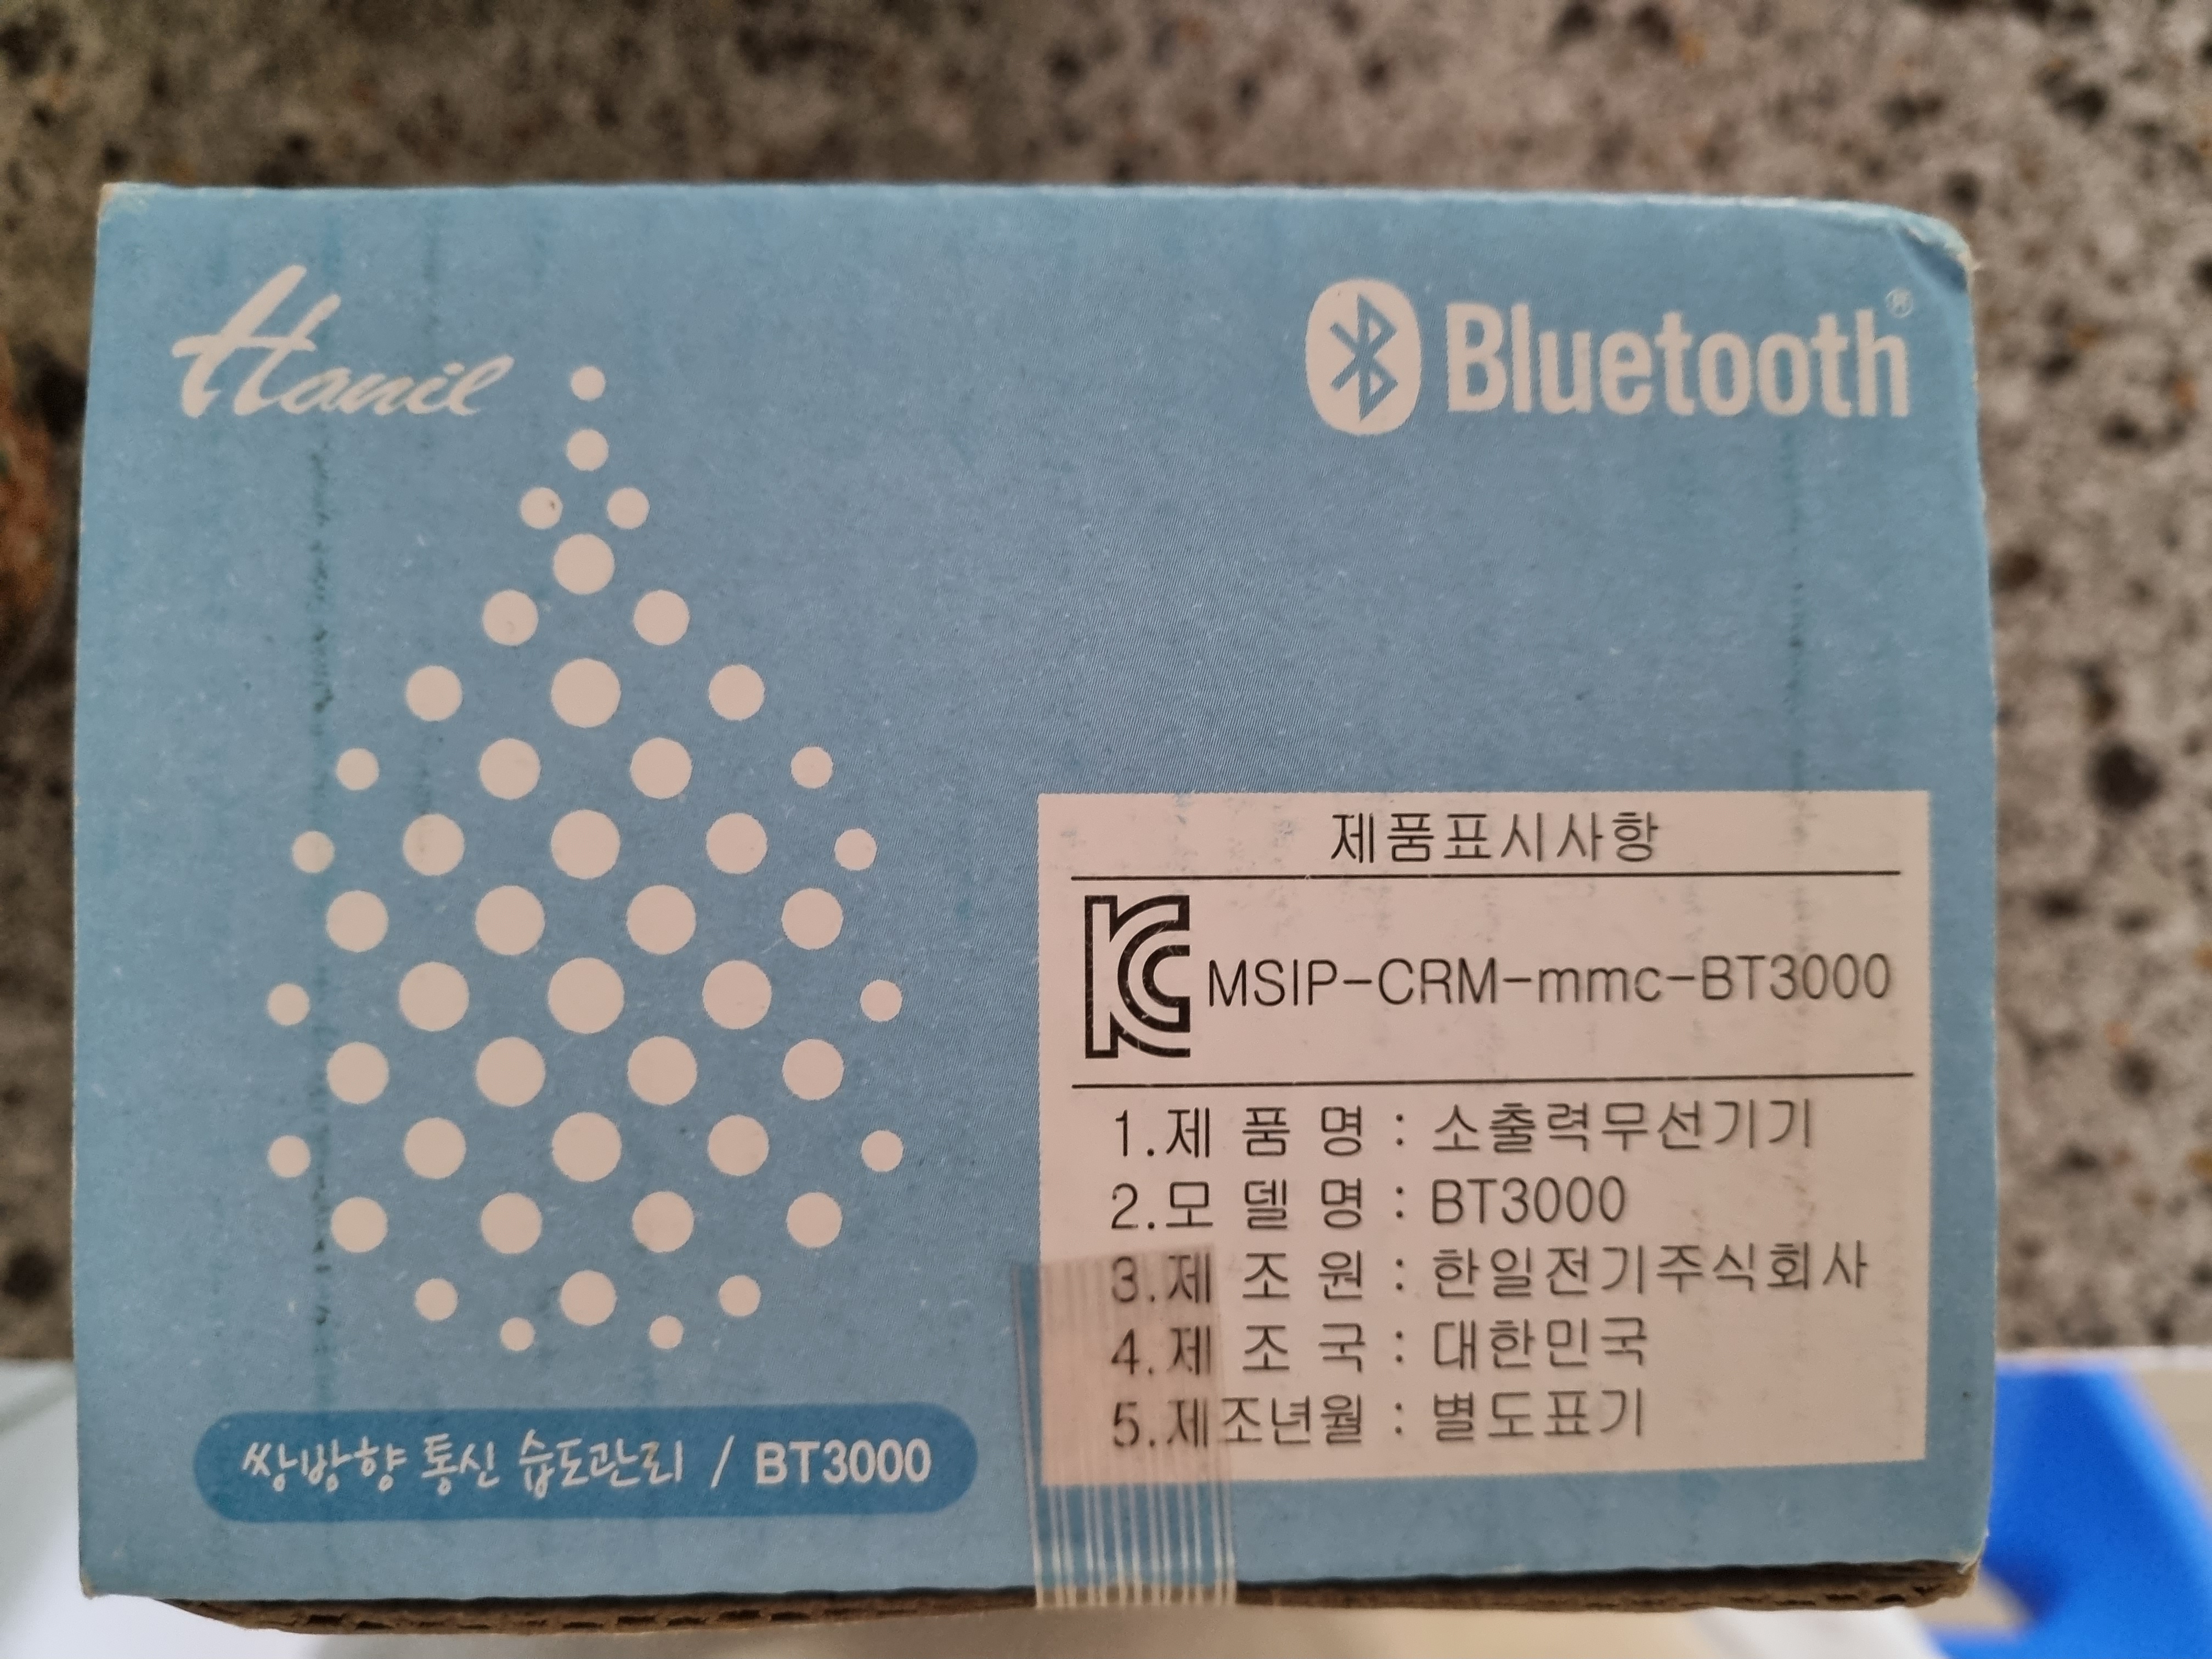 Hanil
Bluetooth®
제품표시사항
KC MSIP-CRM-mmc-BT3000
1.제 품 명 : 소출력무선기기
2.모 델 명 : BT3000
3.제 조 원 : 한일전기주식회사
4.제 조 국 : 대한민국
5.제조년월 : 별도표기
쌍방향 통신 습도관리 / BT3000